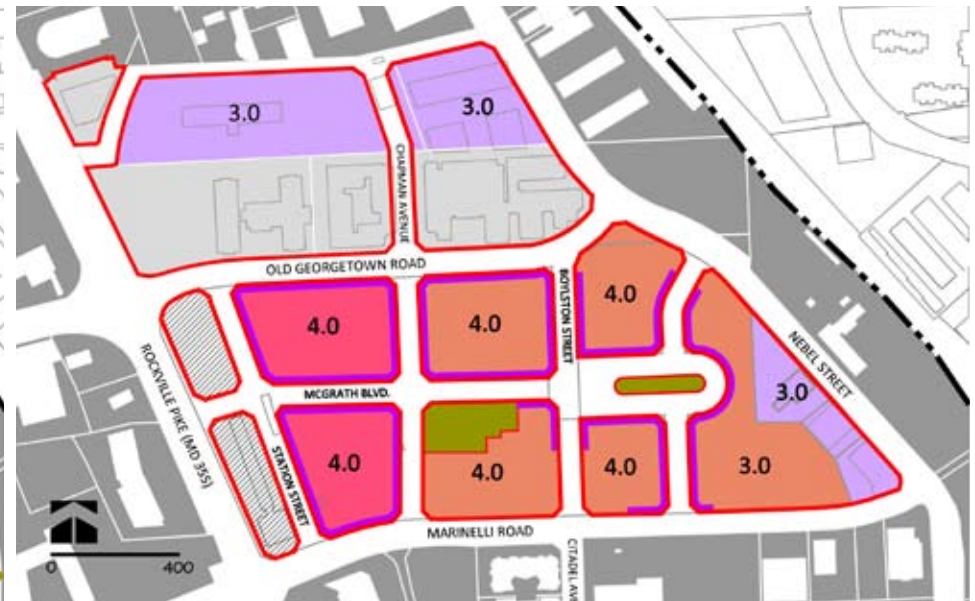 3.0
3.0
CHAPMAN AVENUE
OLD GEORGETOWN ROAD
4.0
4.0
BOYLSTON STREET
4.0
NEBEL STREET
ROCKVILLE PIKE (MD 355)
MCGRATH BLVD.
3.0
STATION STREET
4.0
4.0
4.0
3.0
MARINELLI ROAD
CITADEL AV
0 400